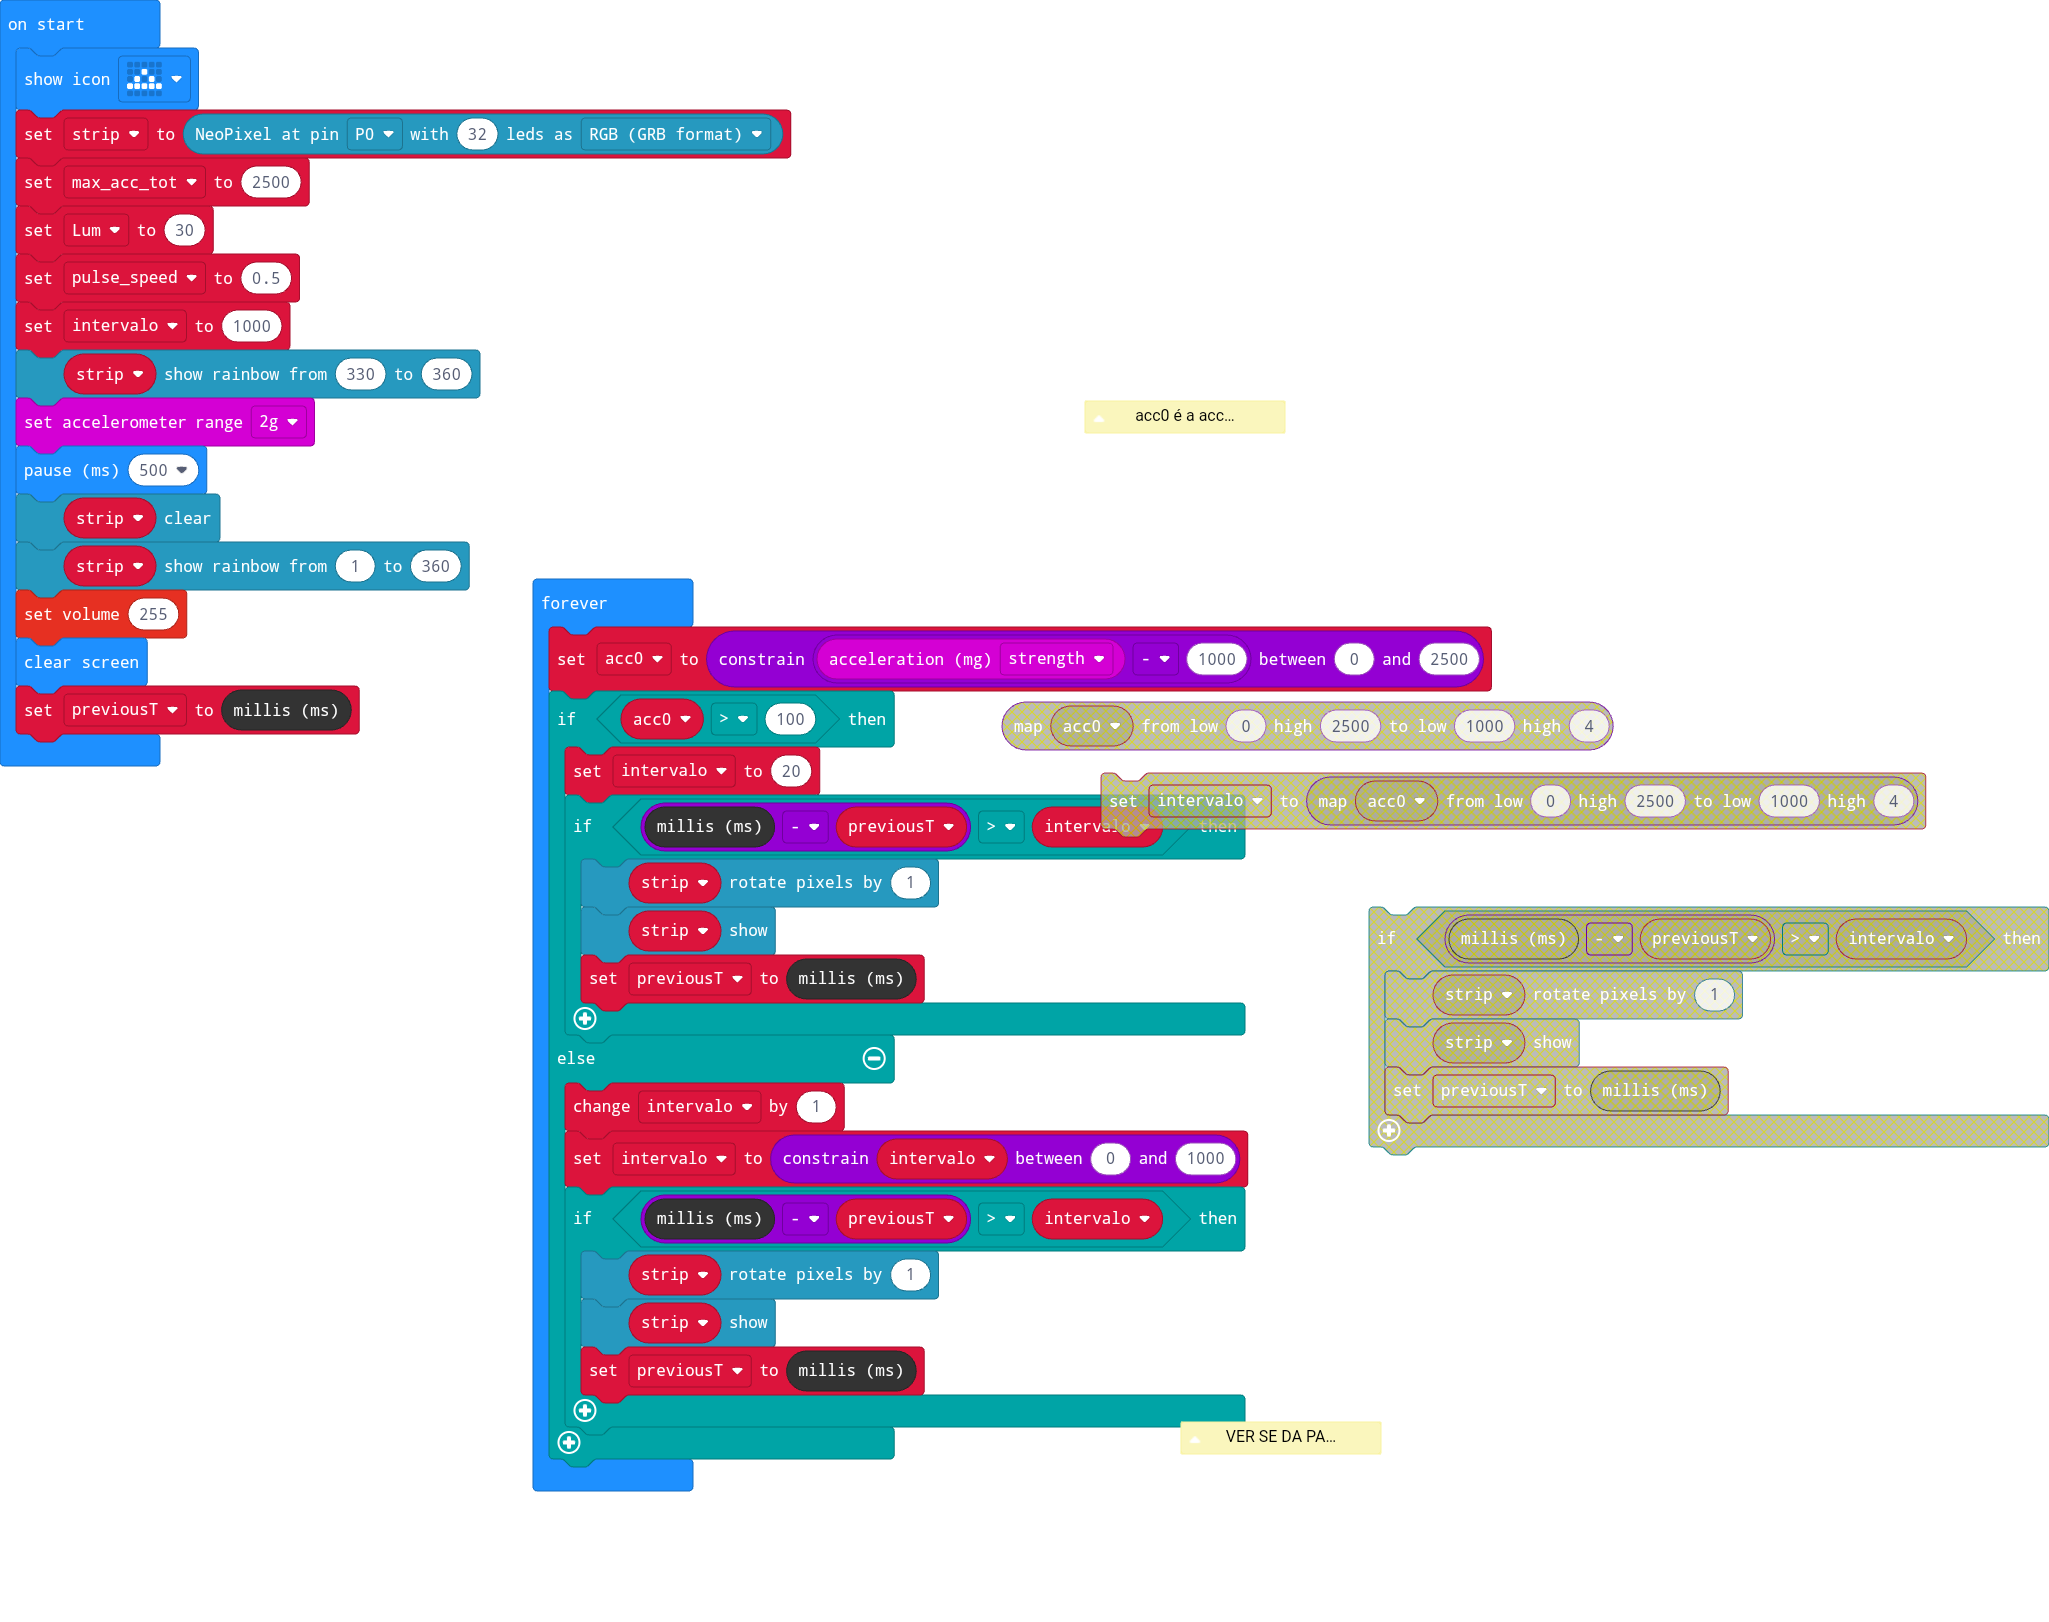 on start
show icon
set strip to NeoPixel at pin P0 with 32 leds as RGB (GRB format)
set max_acc_tot to 2500
set Lum to 30
set pulse_speed to 0.5
set intervalo to 1000
strip show rainbow from 330 to 360
set accelerometer range 2g
pause (ms) 500
strip clear
strip show rainbow from 1 to 360
set volume 255
clear screen
set previousT to millis (ms)
acc0 é a acc...
forever
set acc0 to constrain acceleration (mg) strength - 1000 between 0 and 2500
if acc0 > 100 then
set intervalo to 20
if millis (ms) - previousT > intervalo then
strip rotate pixels by 1
strip show
set previousT to millis (ms)
else
change intervalo by 1
set intervalo to constrain intervalo between 0 and 1000
if millis (ms) - previousT > intervalo then
strip rotate pixels by 1
strip show
set previousT to millis (ms)
map acc0 from low 0 high 2500 to low 1000 high 4
set intervalo to map acc0 from low 0 high 2500 to low 1000 high 4
if millis (ms) - previousT > intervalo then
strip rotate pixels by 1
strip show
set previousT to millis (ms)
VER SE DA PA...